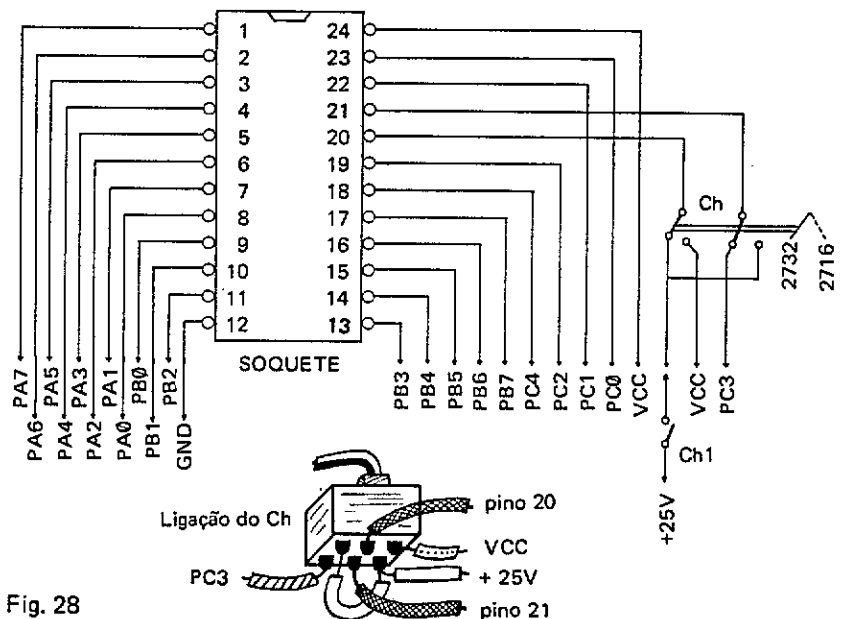 1 24
2 23
3 22
4 21
5 20
6 19
7 18
8 17
9 16
10 15
11 14
12 13
SOQUETE
Ch
2732
2716
PA7
PA6
PA5
PA4
PA3
PA2
PA1
PA0
PB0
PB1
PB2
GND
PB3
PB4
PB5
PB6
PB7
PC4
PC2
PC1
PC0
VCC
VCC
PC3
Ch1
+25V
Ligação do Ch
pino 20
VCC
PC3
+ 25V
pino 21
Fig. 28